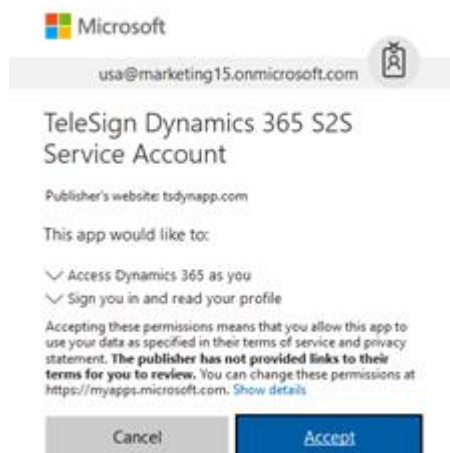 Microsoft
usa@marketing15.onmicrosoft.com
TeleSign Dynamics 365 S2S
Service Account
Publisher's website: tsdynapp.com
This app would like to:
Access Dynamics 365 as you
Sign you in and read your profile
Accepting these permissions means that you allow this app to
use your data as specified in their terms of service and privacy
statement. The publisher has not provided links to their
terms for you to review. You can change these permissions at
https://myapps.microsoft.com. Show details
Cancel
Accept